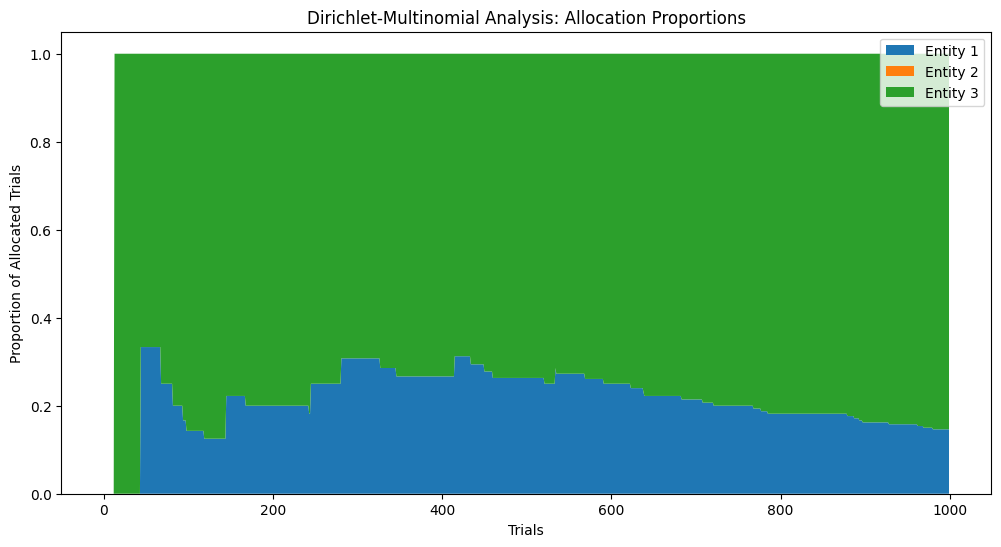 Dirichlet-Multinomial Analysis: Allocation Proportions
Entity 1
Entity 2
Entity 3
Proportion of Allocated Trials
1.0
0.8
0.6
0.4
0.2
0.0
0 200 400 600 800 1000
Trials